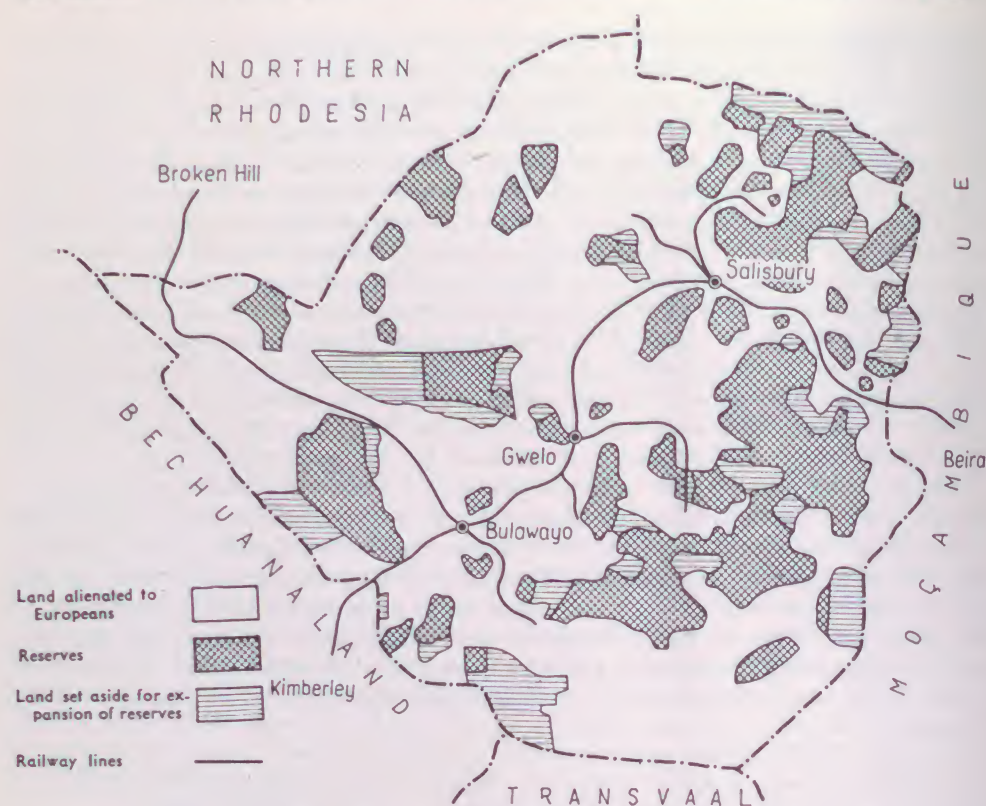 NORTHERN
RHODESIA
Broken Hill
Salisbury
MOÇAMBIQUE
Gwelo
Beira
BECHUANALAND
Bulawayo
Land alienated to
Europeans
Reserves
Land set aside for ex-
pansion of reserves
Kimberley
Railway lines
TRANSVAAL